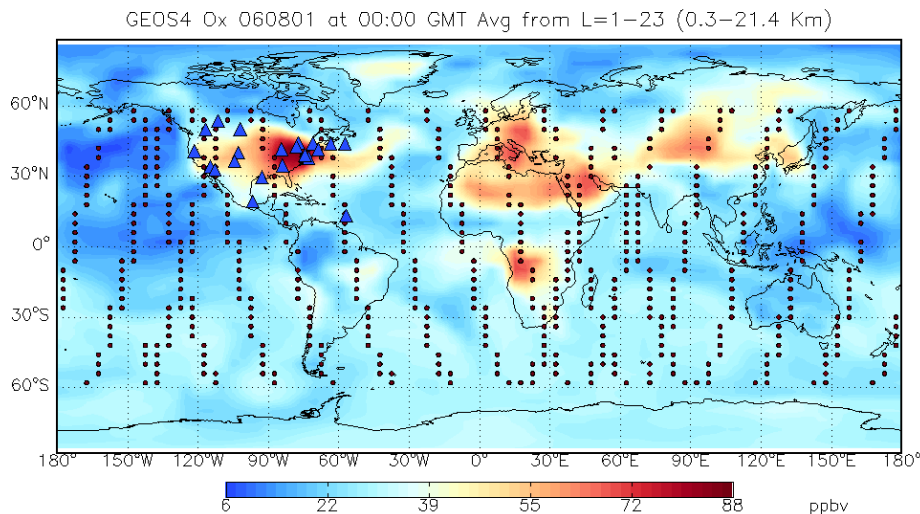 GEOS4 Ox 060801 at 00:00 GMT Avg from L=1-23 (0.3-21.4 Km)
60°N
30°N
0°
30°S
60°S
180° 150°W 120°W 90°W 60°W 30°W 0° 30°E 60°E 90°E 120°E 150°E 180°
6 22 39 55 72 88 ppbv